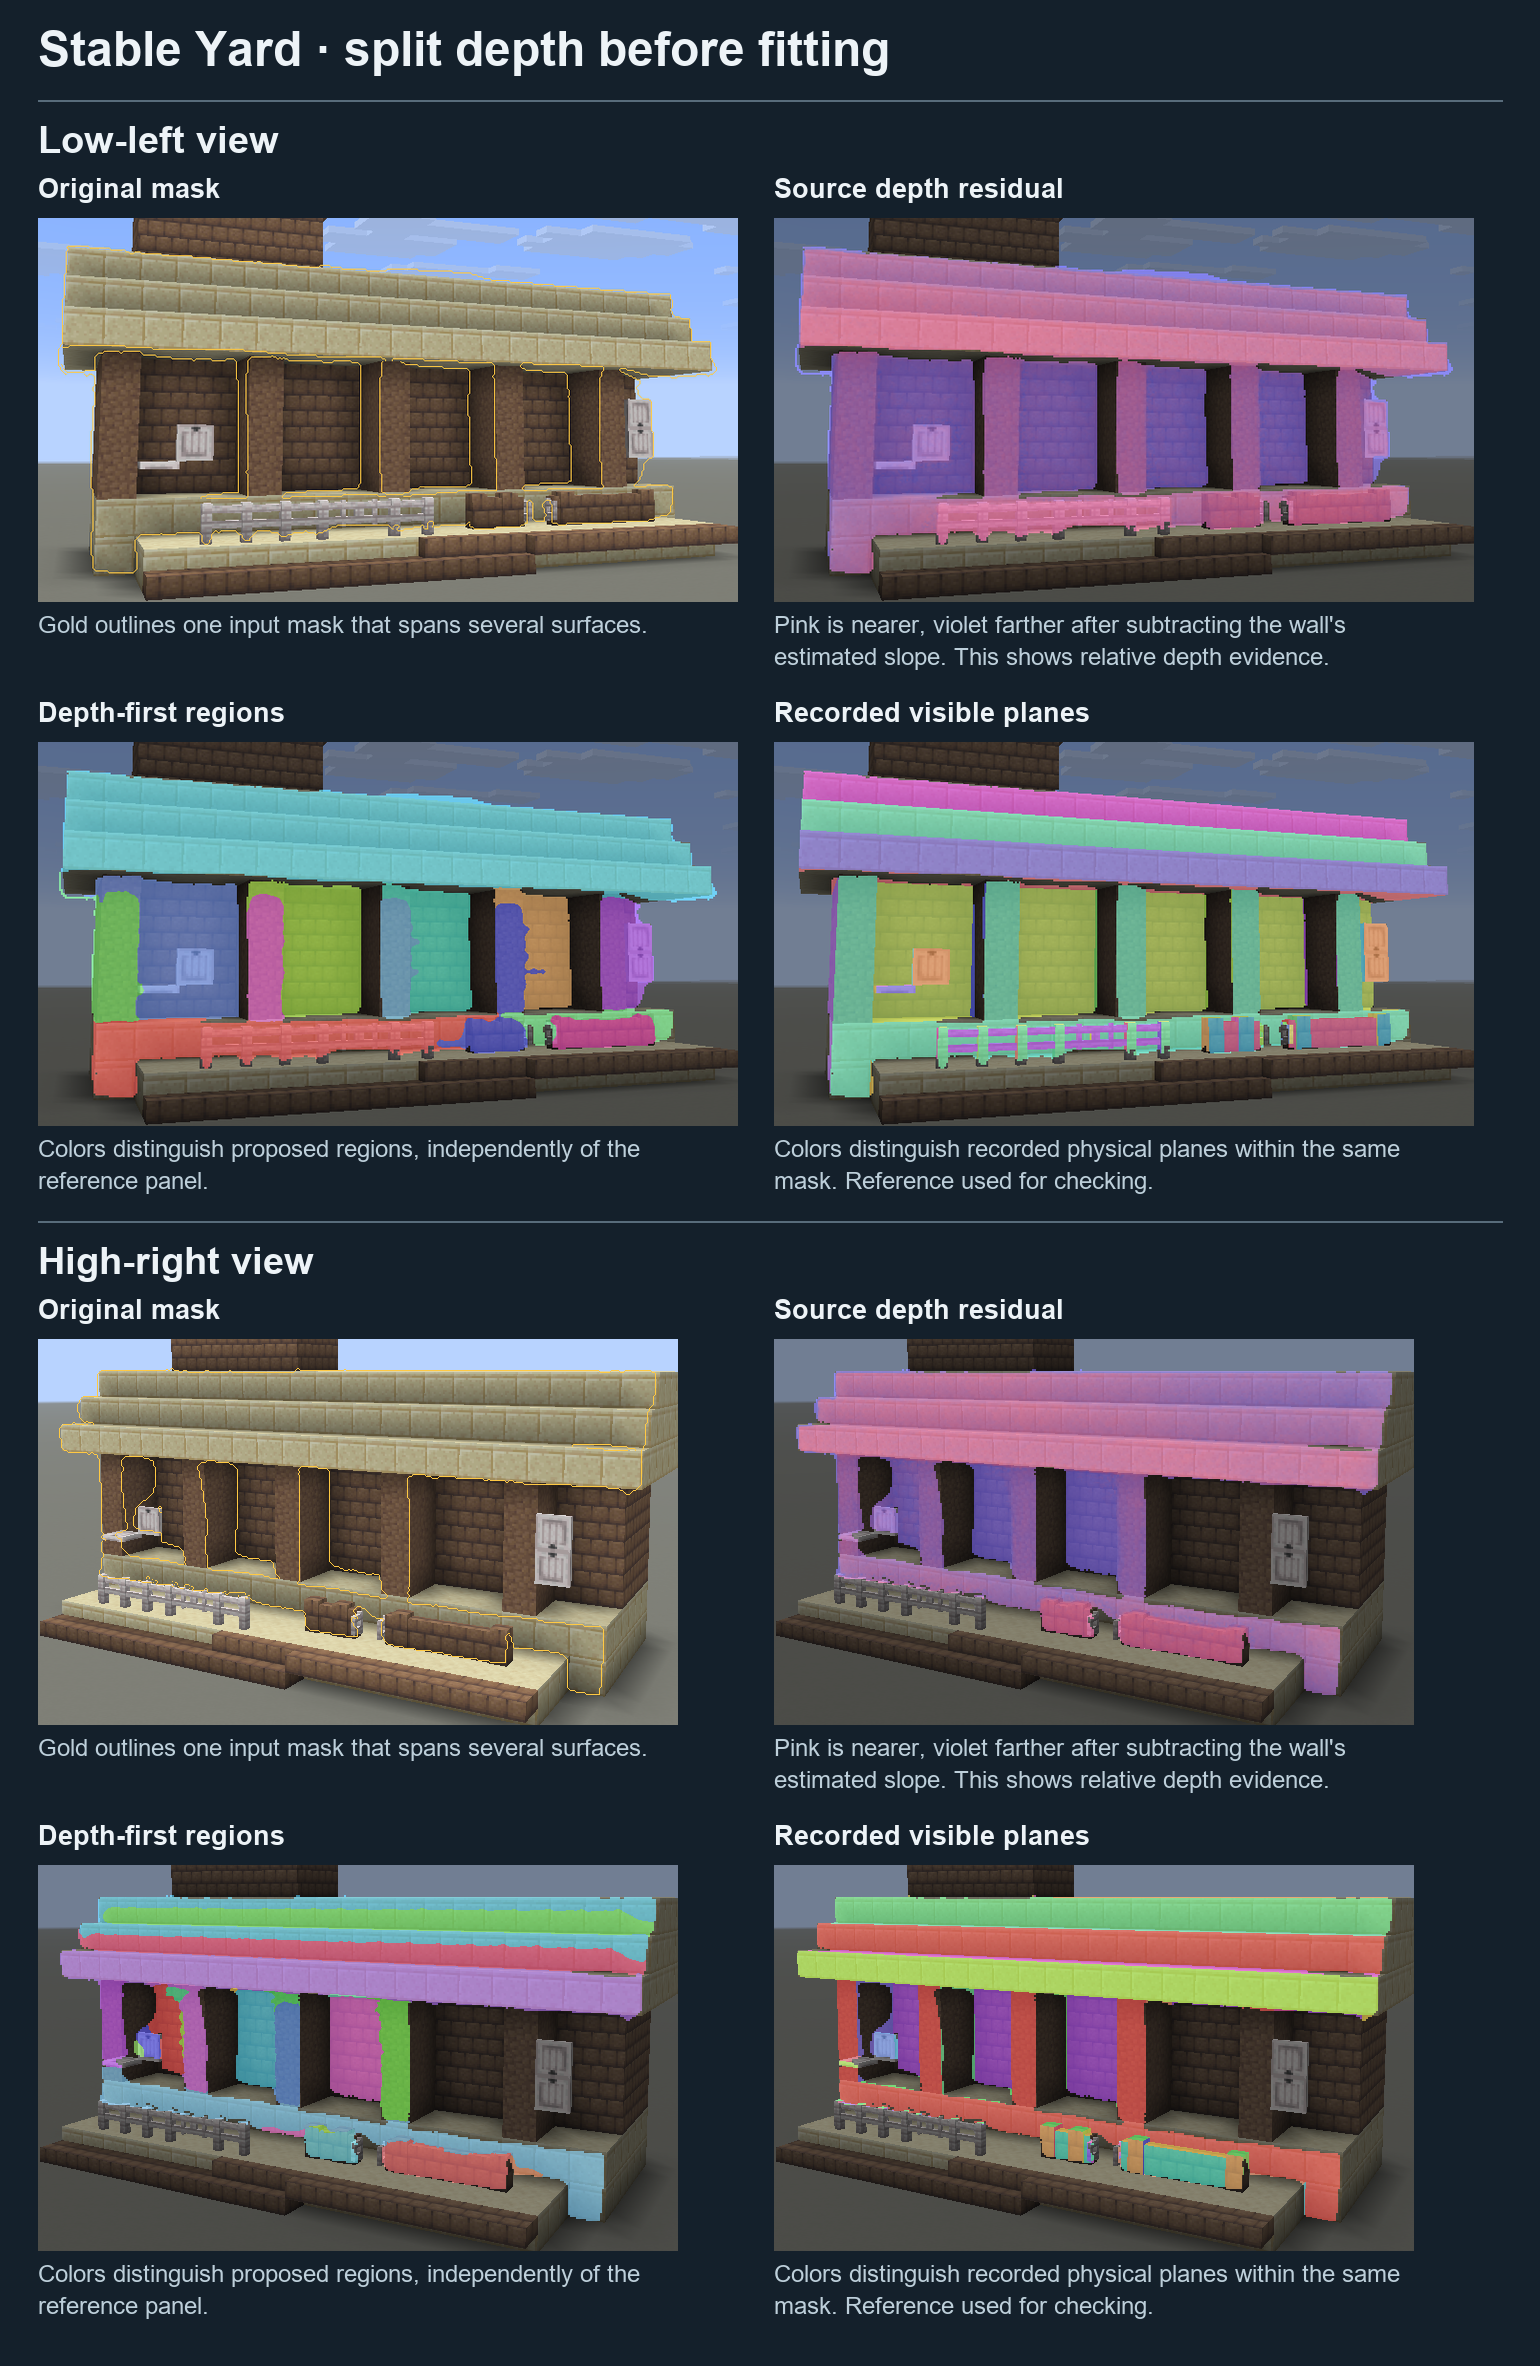 Stable Yard · split depth before fitting
Low-left view
Original mask
Source depth residual
Gold outlines one input mask that spans several surfaces.
Pink is nearer, violet farther after subtracting the wall's
estimated slope. This shows relative depth evidence.
Depth-first regions
Recorded visible planes
Colors distinguish proposed regions, independently of the
reference panel.
Colors distinguish recorded physical planes within the same
mask. Reference used for checking.
High-right view
Original mask
Source depth residual
Gold outlines one input mask that spans several surfaces.
Pink is nearer, violet farther after subtracting the wall's
estimated slope. This shows relative depth evidence.
Depth-first regions
Recorded visible planes
Colors distinguish proposed regions, independently of the
reference panel.
Colors distinguish recorded physical planes within the same
mask. Reference used for checking.